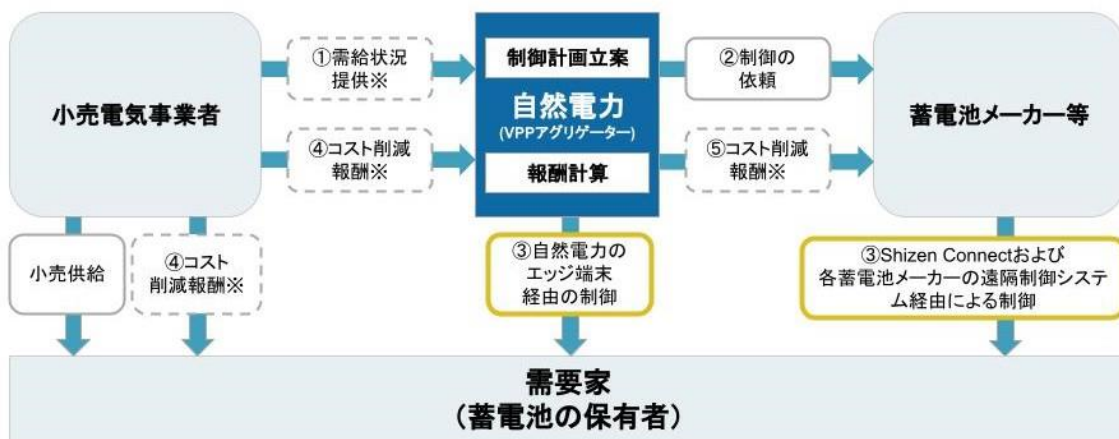 小売電気事業者
①需給状況
提供※
④コスト削減
報酬※
制御計画立案
自然電力
(VPPアグリゲーター)
報酬計算
②制御の
依頼
⑤コスト削減
報酬※
蓄電池メーカー等
小売供給
④コスト
削減報酬※
③自然電力の
エッジ端末
経由の制御
③Shizen Connectおよび
各蓄電池メーカーの遠隔制御システ
ム経由による制御
需要家
（蓄電池の保有者）